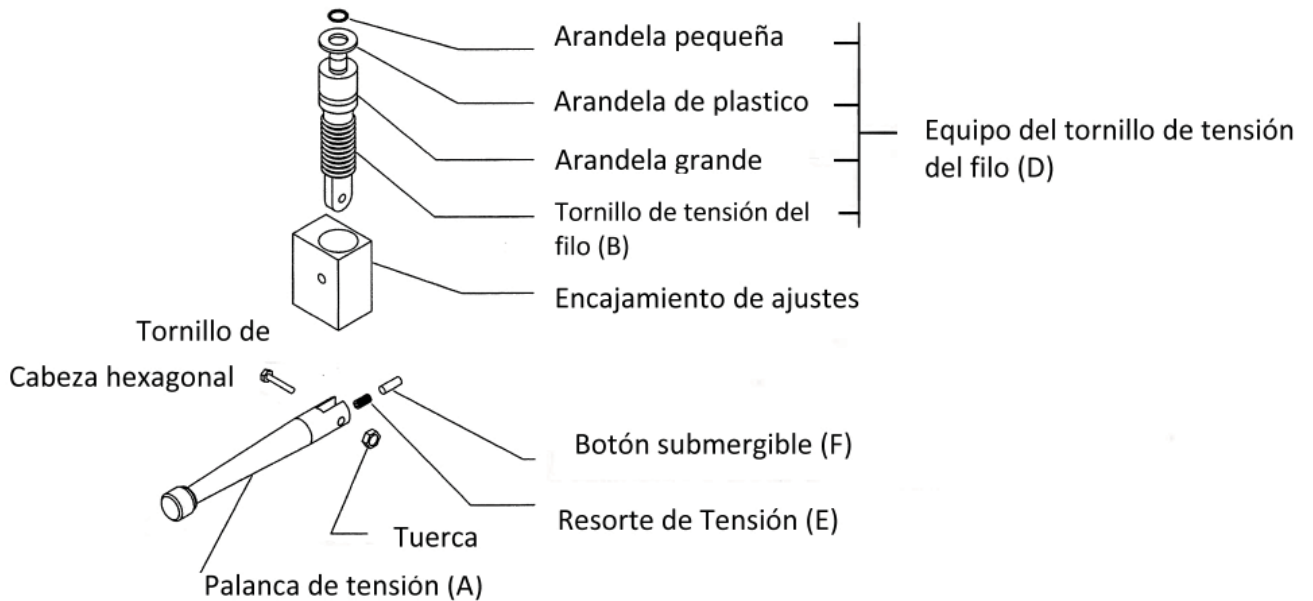 Arandela pequeña
Arandela de plastico
Arandela grande
Tornillo de tensión del
filo (B)
Equipo del tornillo de tensión
del filo (D)
Encajamiento de ajustes
Tornillo de
Cabeza hexagonal
Botón submergible (F)
Resorte de Tensión (E)
Tuerca
Palanca de tensión (A)